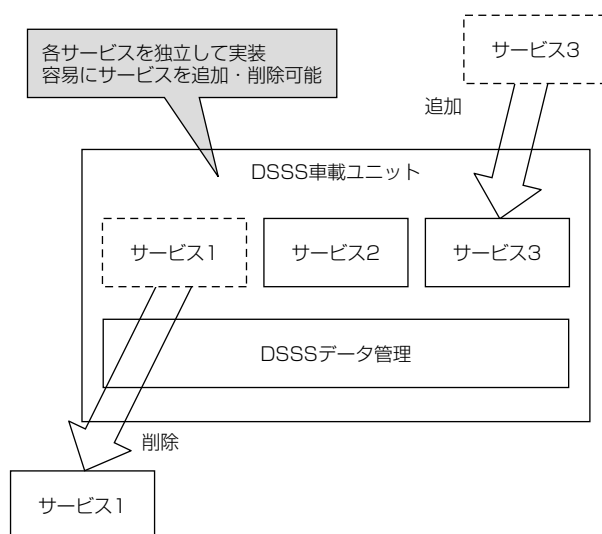 各サービスを独立して実装
容易にサービスを追加・削除可能
サービス3
追加
DSSS車載ユニット
サービス1
サービス2
サービス3
DSSSデータ管理
削除
サービス1